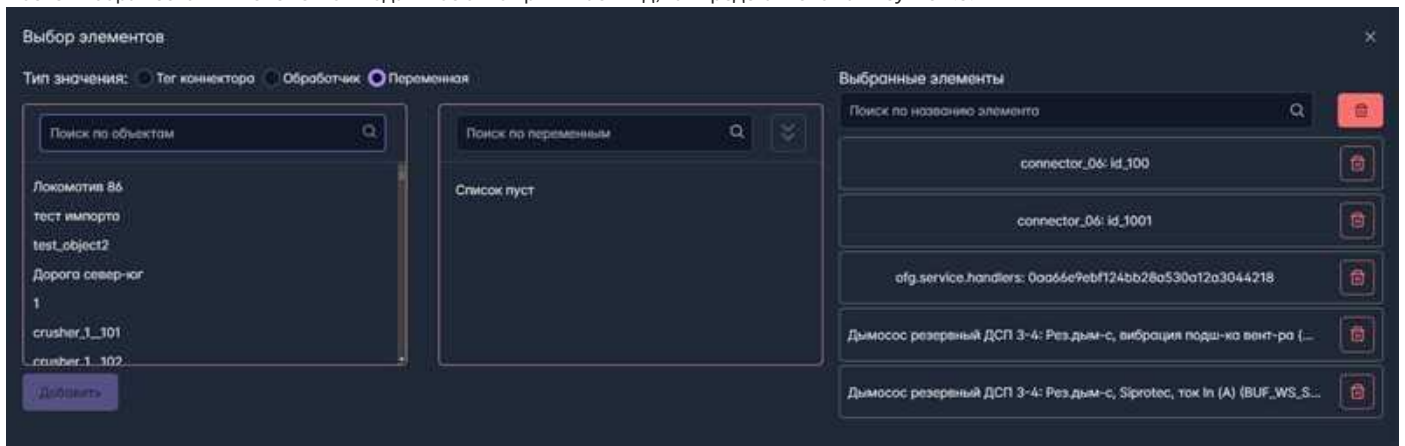 Выбор элементов
Тип значения: Тег коннектора Обработчик Переменная
Поиск по объектам
Локомотив 86
тест импорта
test_object2
Дорога север-юг
1
crusher_1_101
crusher_1_102
Добавить
Поиск по переменным
Список пуст
Выбранные элементы
Поиск по названию элемента
connector_06: id_100
connector_06: id_1001
ofg.service.handlers: 0aa66e9ebf124bb28a530a12a3044218
Дымосос резервный ДСП 3-4: Рез.дым-с, вибрация подш-ка вент-ра (...
Дымосос резервный ДСП 3-4: Рез.дым-с, Siprotec, ток In (A) (BUF_WS_S...